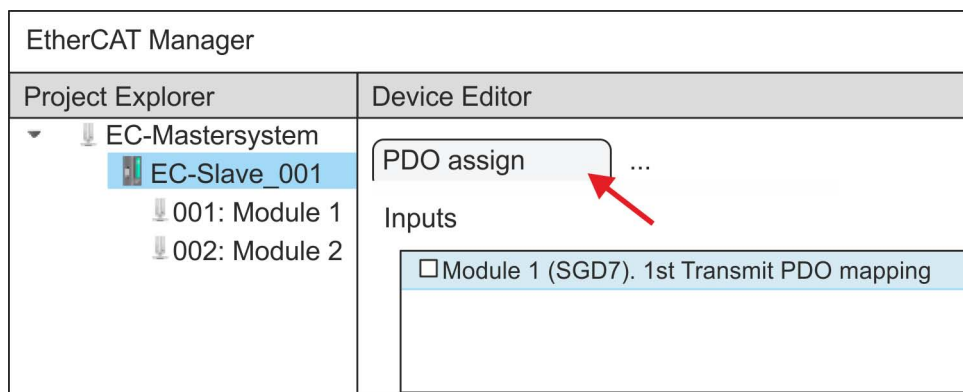 EtherCAT Manager
Project Explorer
Device Editor
EC-Mastersystem
EC-Slave_001
001: Module 1
002: Module 2
PDO assign
...
Inputs
Module 1 (SGD7). 1st Transmit PDO mapping